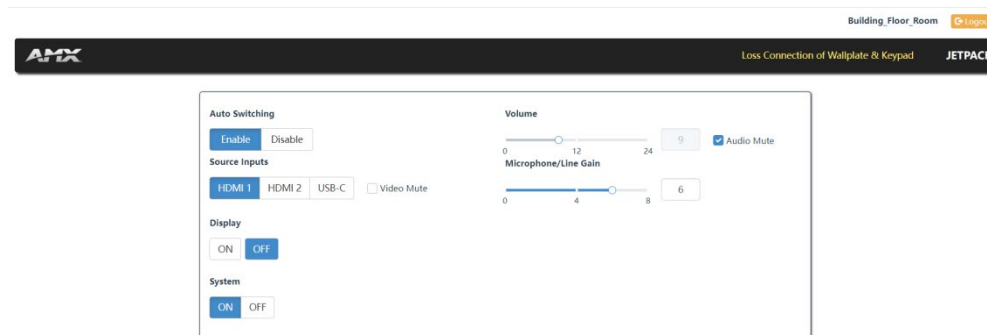 Building_Floor_Room Logout
AMX Loss Connection of Wallplate & Keypad JETPACK
Auto Switching
Enable Disable
Source Inputs
HDMI 1 HDMI 2 USB-C Video Mute
Display
ON OFF
System
ON OFF
Volume
9 Audio Mute
0 12 24
Microphone/Line Gain
6
0 4 8